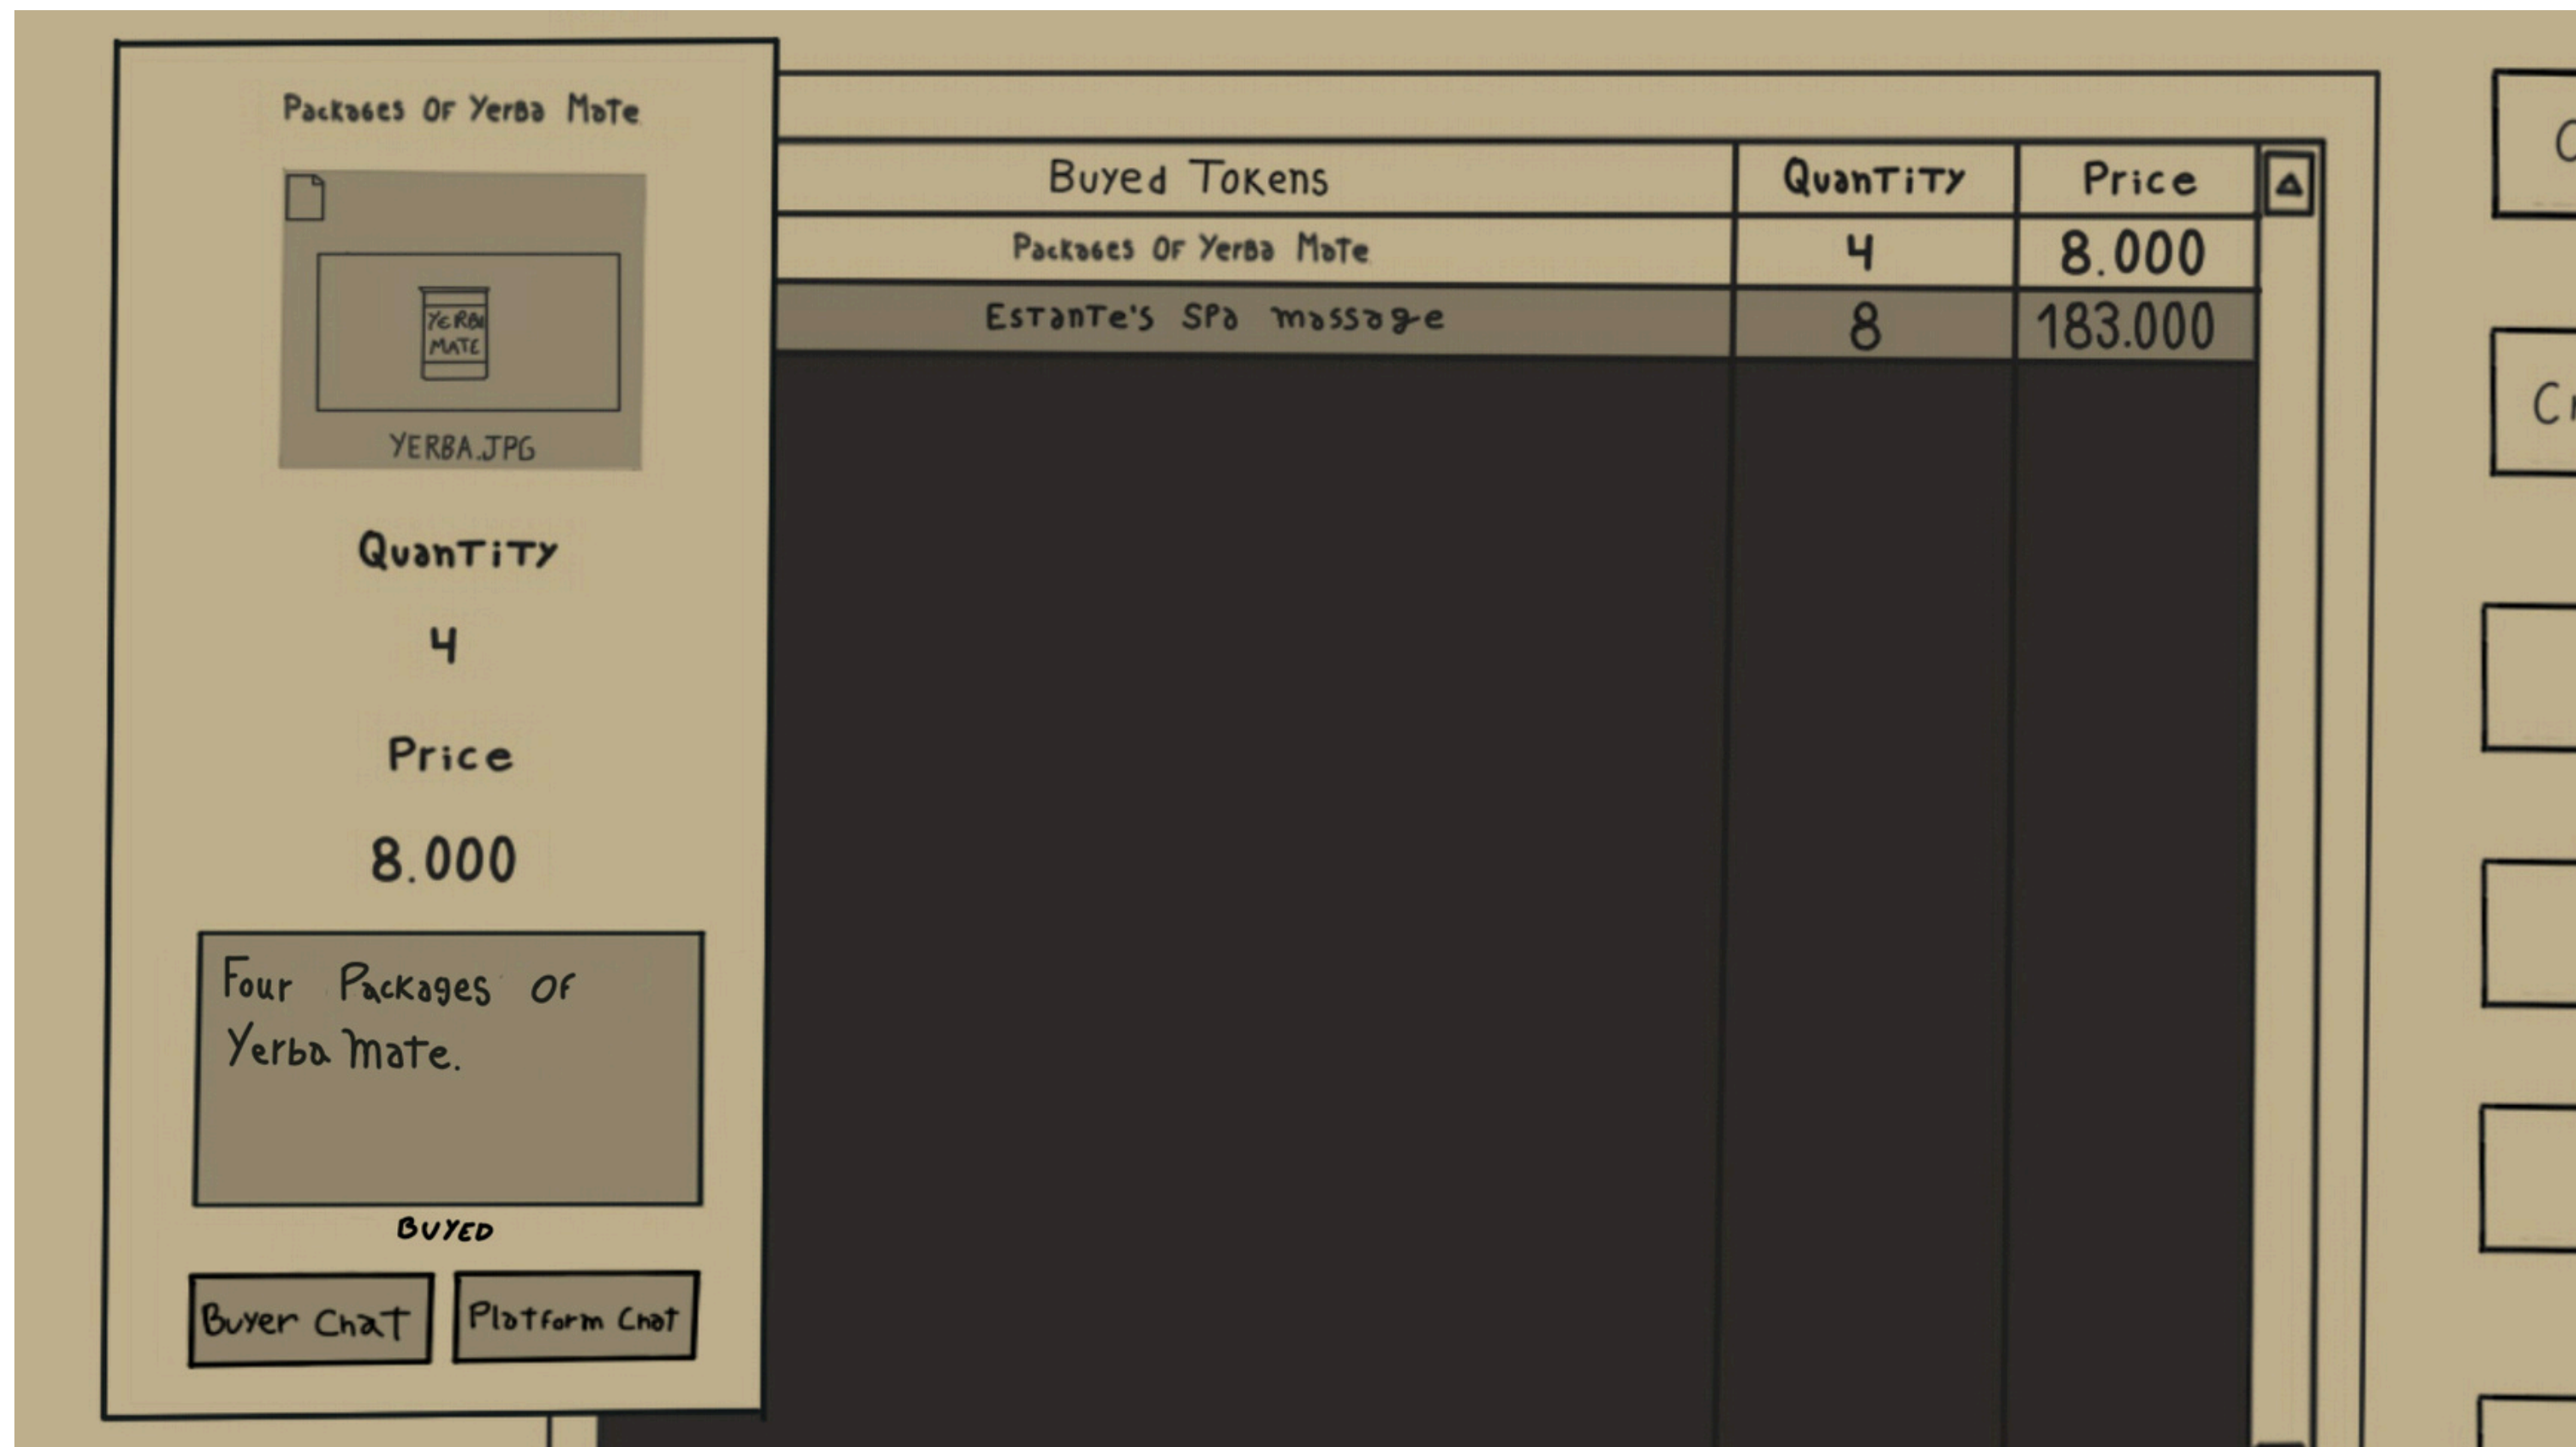 Packages Of Yerba Mate
YERBA
MATE
YERBA.JPG
Quantity
4
Price
8.000
Four Packages Of
Yerba Mate.
BUYED
Buyer Chat
Platform Chat
Buyed Tokens Quantity Price
Packages Of Yerba Mate 4 8.000
Estante's Spa massage 8 183.000